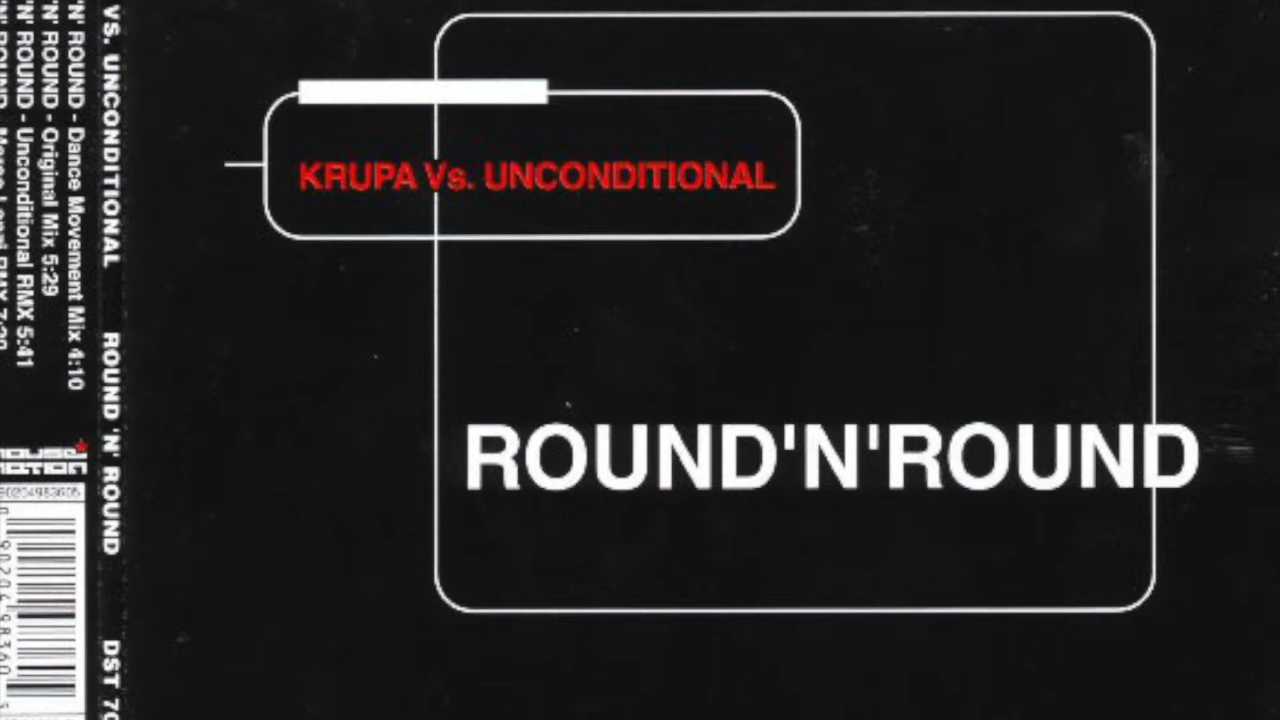 KRUPA Vs. UNCONDITIONAL
ROUND'N'ROUND
VS. UNCONDITIONAL ROUND 'N' ROUND DST 70
'N' ROUND - Dance Movement Mix 4:10
'N' ROUND - Original Mix 5:29
'N' ROUND - Unconditional RMX 5:41